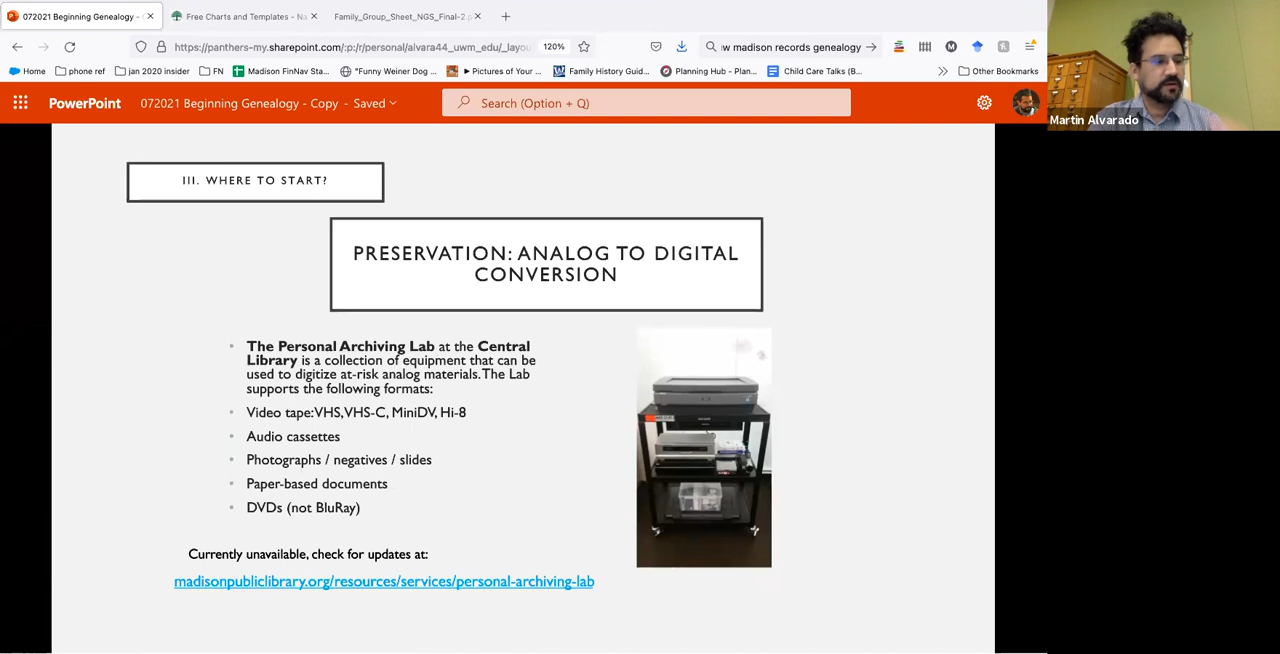 072021 Beginning Genealogy -
Free Charts and Templates - Na
Family_Group_Sheet_NGS_Final-2.p
https://panthers-my.sharepoint.com/:p:/r/personal/alvara44_uwm_edu/_layou
120%
w madison records genealogy
Home
phone ref
jan 2020 insider
FN
Madison FinNav Sta...
"Funny Weiner Dog ...
▸ Pictures of Your ...
Family History Guid...
Planning Hub - Plan...
Child Care Talks (B...
Other Bookmarks
PowerPoint
072021 Beginning Genealogy - Copy - Saved
Search (Option + Q)
Martin Alvarado
III. WHERE TO START?
PRESERVATION: ANALOG TO DIGITAL
CONVERSION
The Personal Archiving Lab at the Central
Library is a collection of equipment that can be
used to digitize at-risk analog materials. The Lab
supports the following formats:
Video tape: VHS, VHS-C, MiniDV, Hi-8
Audio cassettes
Photographs / negatives / slides
Paper-based documents
DVDs (not BluRay)
Currently unavailable, check for updates at:
madisonpubliclibrary.org/resources/services/personal-archiving-lab